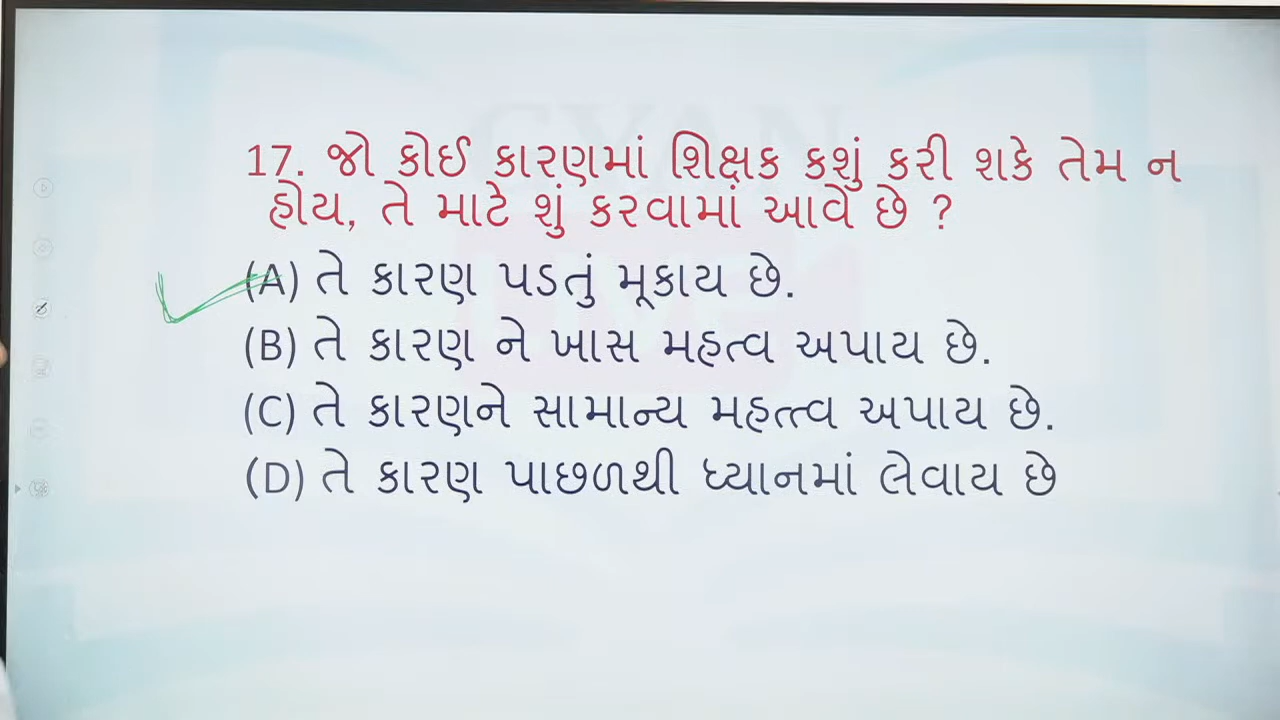 17. જો કોઈ કારણમાં શિક્ષક કશું કરી શકે તેમ ન
હોય, તે માટે શું કરવામાં આવે છે ?
(A) તે કારણ પડતું મૂકાય છે.
(B) તે કારણ ને ખાસ મહત્વ અપાય છે.
(C) તે કારણને સામાન્ય મહત્ત્વ અપાય છે.
(D) તે કારણ પાછળથી ધ્યાનમાં લેવાય છે